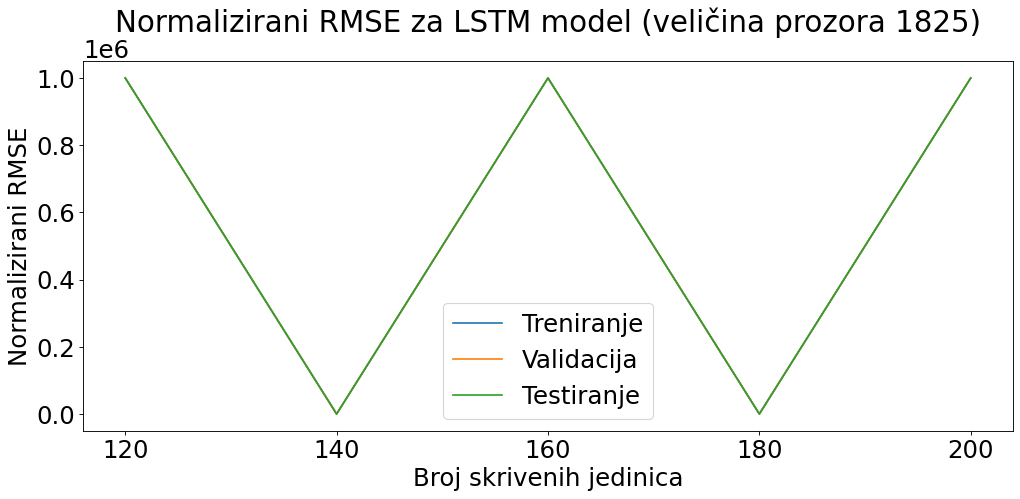 Normalizirani RMSE za LSTM model (veličina prozora 1825)
1e6
1.0
0.8
0.6
0.4
0.2
0.0
Normalizirani RMSE
Treniranje
Validacija
Testiranje
120 140 160 180 200
Broj skrivenih jedinica